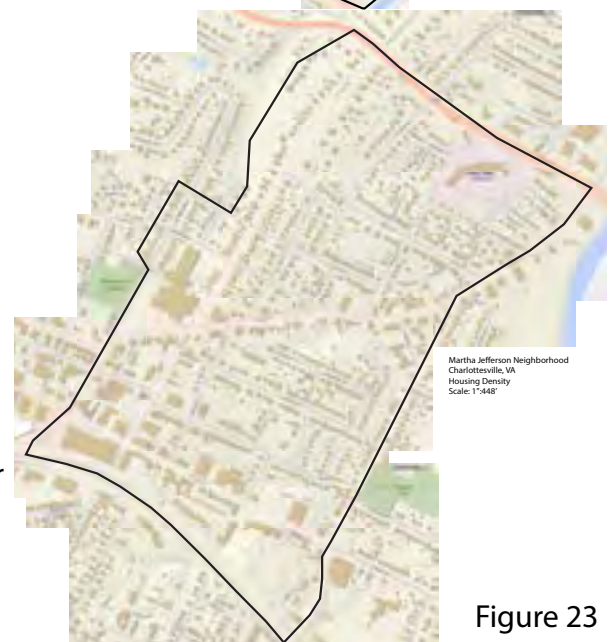 Martha Jefferson Neighborhood
Charlottesville, VA
Housing Density
Scale: 1":448'
Figure 23